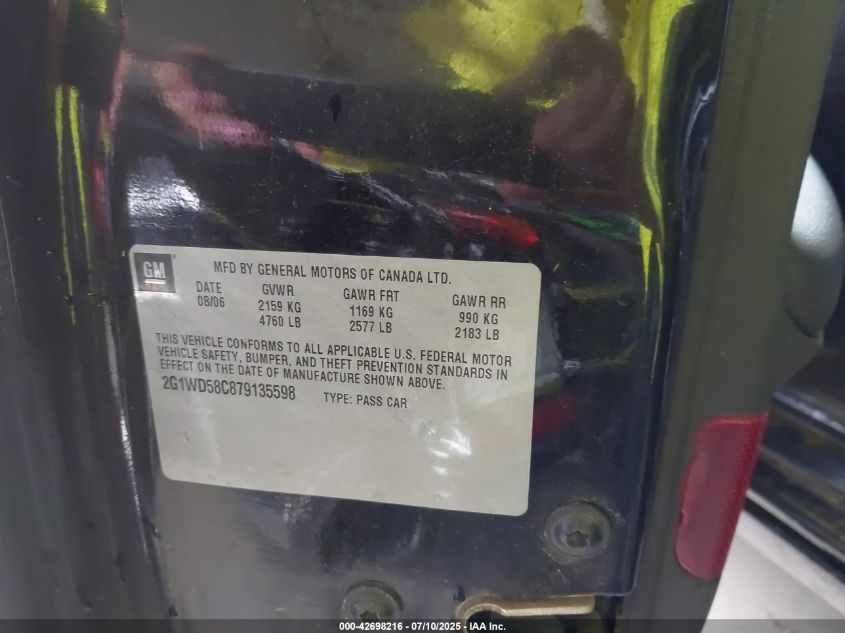 GM
MFD BY GENERAL MOTORS OF CANADA LTD.
DATE GVWR GAWR FRT GAWR RR
08/06 2159 KG 1169 KG 990 KG
4760 LB 2577 LB 2183 LB
THIS VEHICLE CONFORMS TO ALL APPLICABLE U.S. FEDERAL MOTOR
VEHICLE SAFETY, BUMPER, AND THEFT PREVENTION STANDARDS IN
EFFECT ON THE DATE OF MANUFACTURE SHOWN ABOVE.
2G1WD58C879135598 TYPE: PASS CAR
000-42698216 - 07/10/2025 - IAA Inc.